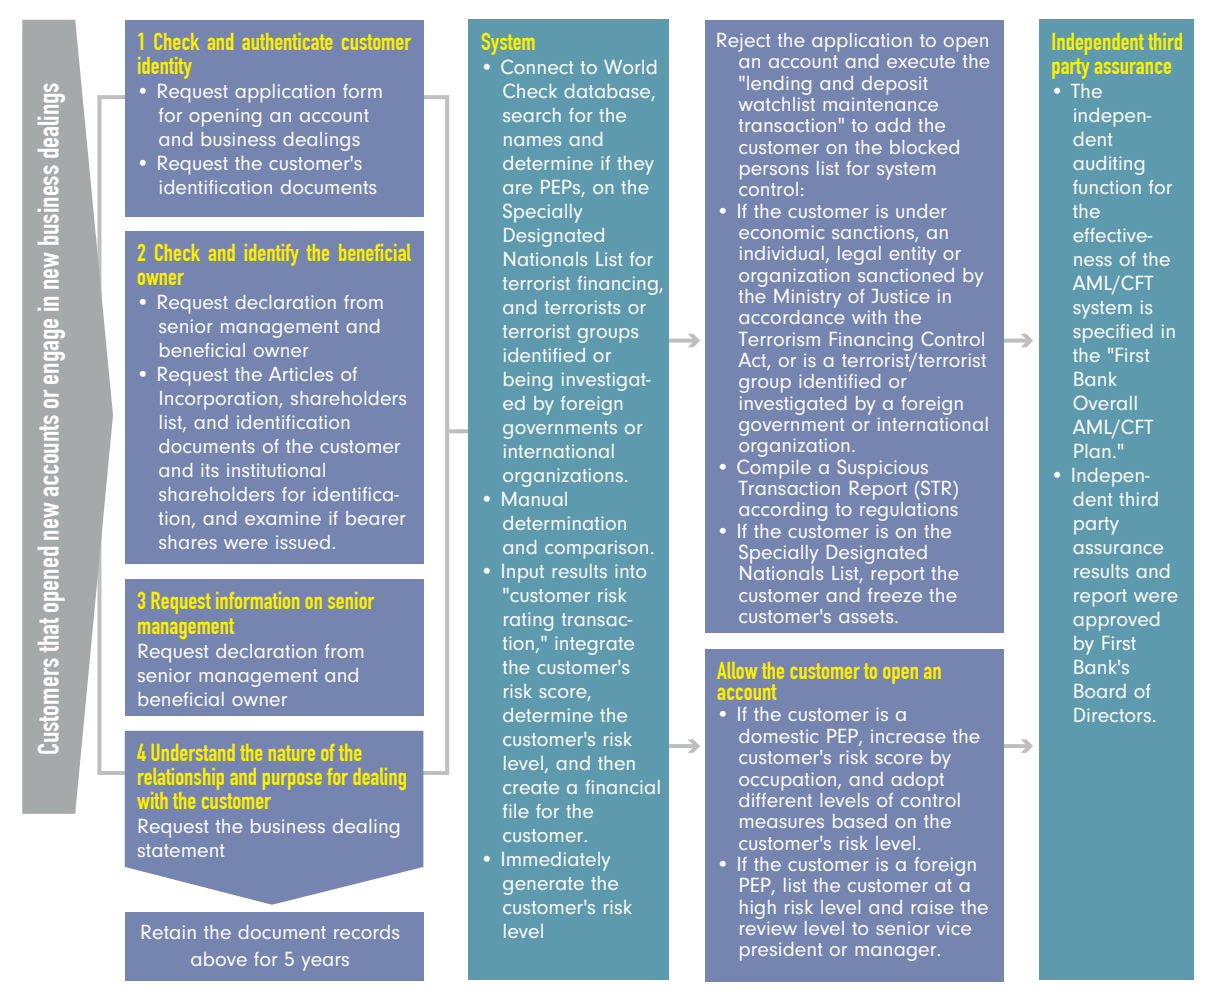 Customers that opened new accounts or engage in new business dealings
1 Check and authenticate customer
identity
• Request application form
for opening an account
and business dealings
• Request the customer's
identification documents
2 Check and identify the beneficial
owner
• Request declaration from
senior management and
beneficial owner
• Request the Articles of
Incorporation, shareholders
list, and identification
documents of the customer
and its institutional
shareholders for identifica-
tion, and examine if bearer
shares were issued.
3 Request information on senior
management
Request declaration from
senior management and
beneficial owner
4 Understand the nature of the
relationship and purpose for dealing
with the customer
Request the business dealing
statement
Retain the document records
above for 5 years
System
• Connect to World
Check database,
search for the
names and
determine if they
are PEPs, on the
Specially
Designated
Nationals List for
terrorist financing,
and terrorists or
terrorist groups
identified or
being investigat-
ed by foreign
governments or
international
organizations.
• Manual
determination
and comparison.
• Input results into
"customer risk
rating transac-
tion," integrate
the customer's
risk score,
determine the
customer's risk
level, and then
create a financial
file for the
customer.
• Immediately
generate the
customer's risk
level
Reject the application to open
an account and execute the
"lending and deposit
watchlist maintenance
transaction" to add the
customer on the blocked
persons list for system
control:
• If the customer is under
economic sanctions, an
individual, legal entity or
organization sanctioned by
the Ministry of Justice in
accordance with the
Terrorism Financing Control
Act, or is a terrorist/terrorist
group identified or
investigated by a foreign
government or international
organization.
• Compile a Suspicious
Transaction Report (STR)
according to regulations
• If the customer is on the
Specially Designated
Nationals List, report the
customer and freeze the
customer's assets.
Allow the customer to open an
account
• If the customer is a
domestic PEP, increase the
customer's risk score by
occupation, and adopt
different levels of control
measures based on the
customer's risk level.
• If the customer is a foreign
PEP, list the customer at a
high risk level and raise the
review level to senior vice
president or manager.
Independent third
party assurance
• The
indepen-
dent
auditing
function for
the
effective-
ness of the
AML/CFT
system is
specified in
the "First
Bank
Overall
AML/CFT
Plan."
• Indepen-
dent third
party
assurance
results and
report were
approved
by First
Bank's
Board of
Directors.